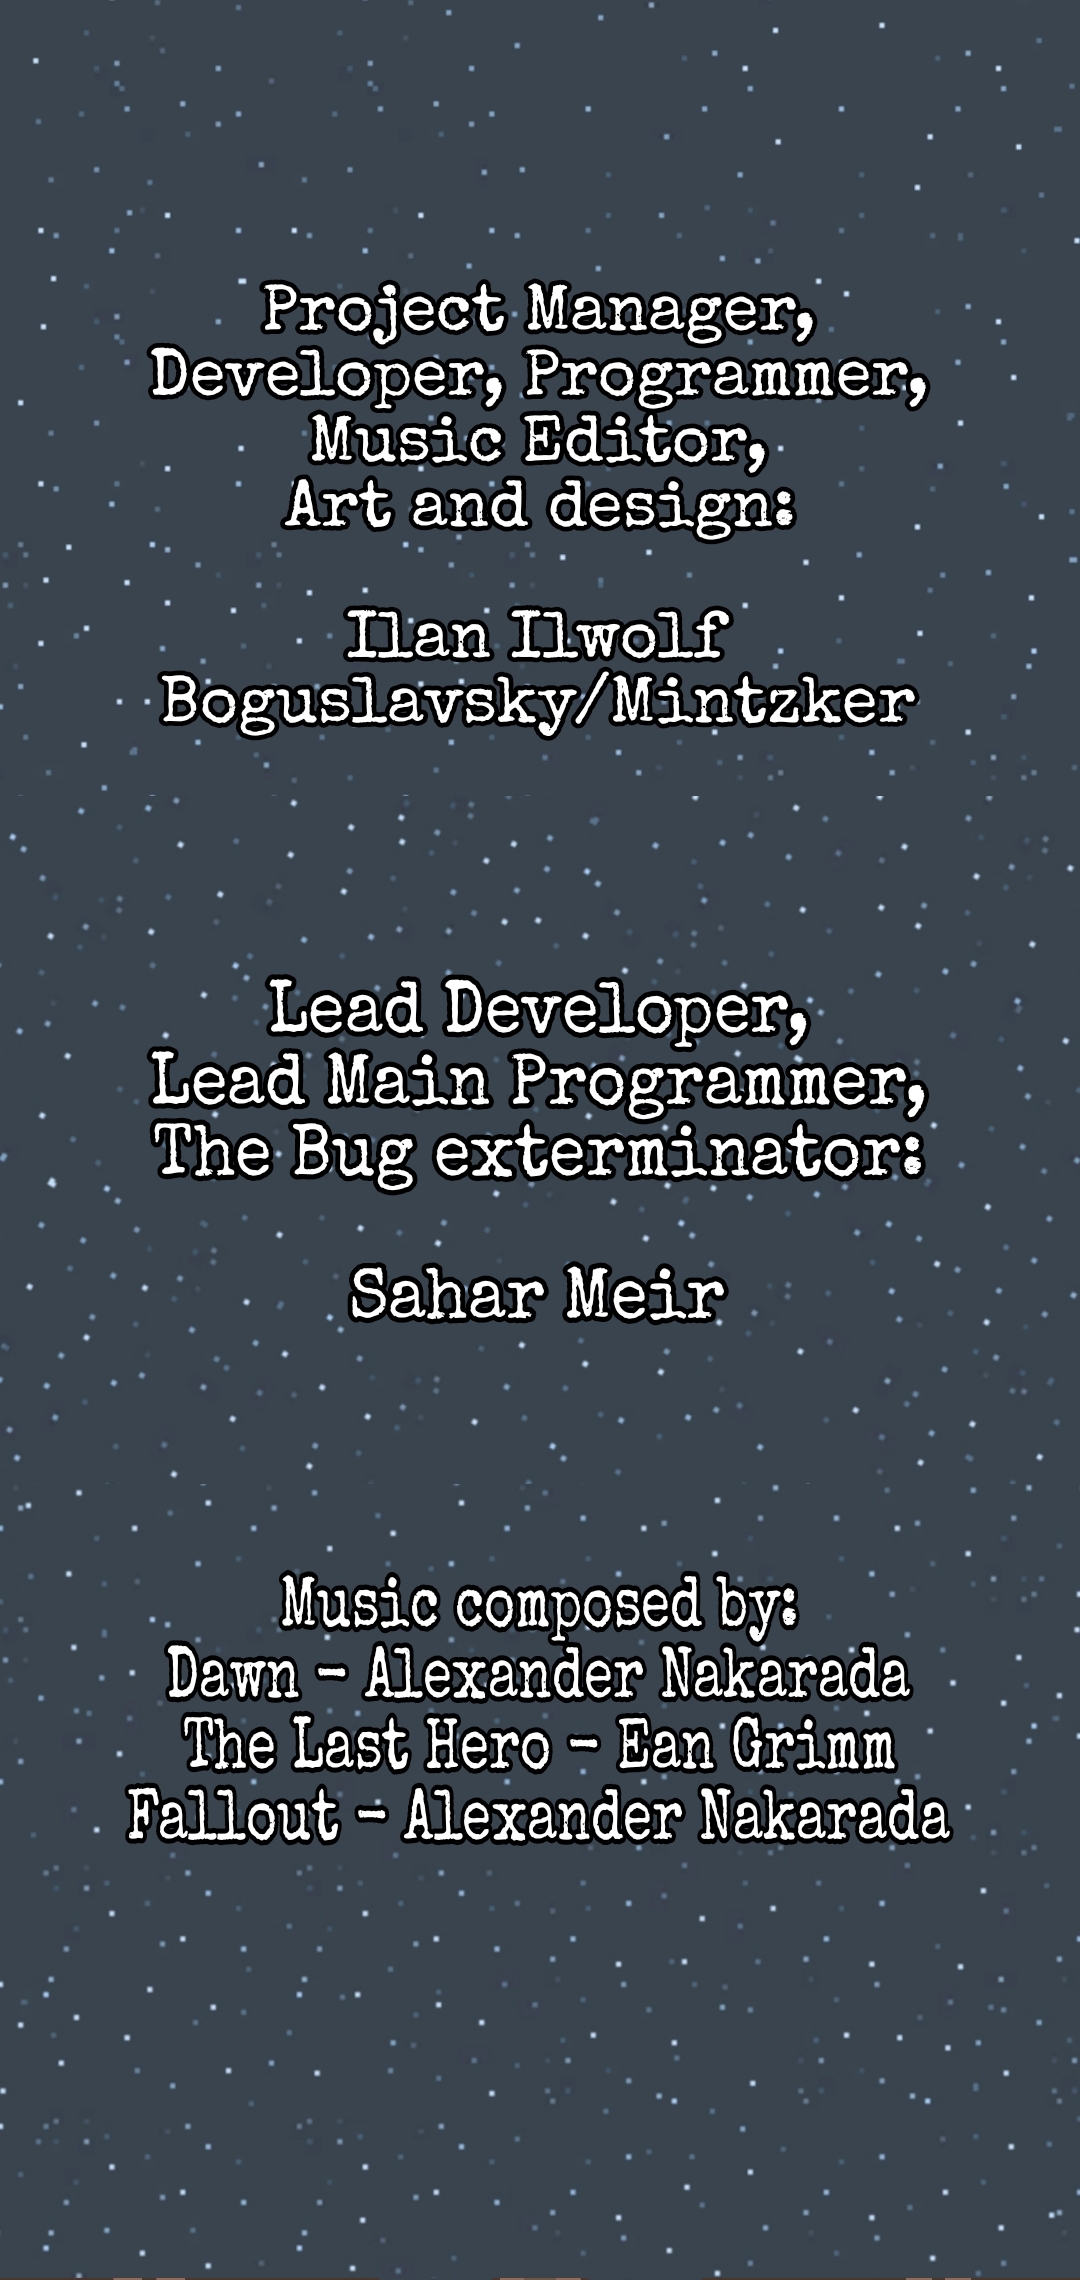 Project Manager,
Developer, Programmer,
Music Editor,
Art and design:
Ilan Ilwolf
Boguslavsky/Mintzker
Lead Developer,
Lead Main Programmer,
The Bug exterminator:
Sahar Meir
Music composed by:
Dawn - Alexander Nakarada
The Last Hero - Ean Grimm
Fallout - Alexander Nakarada